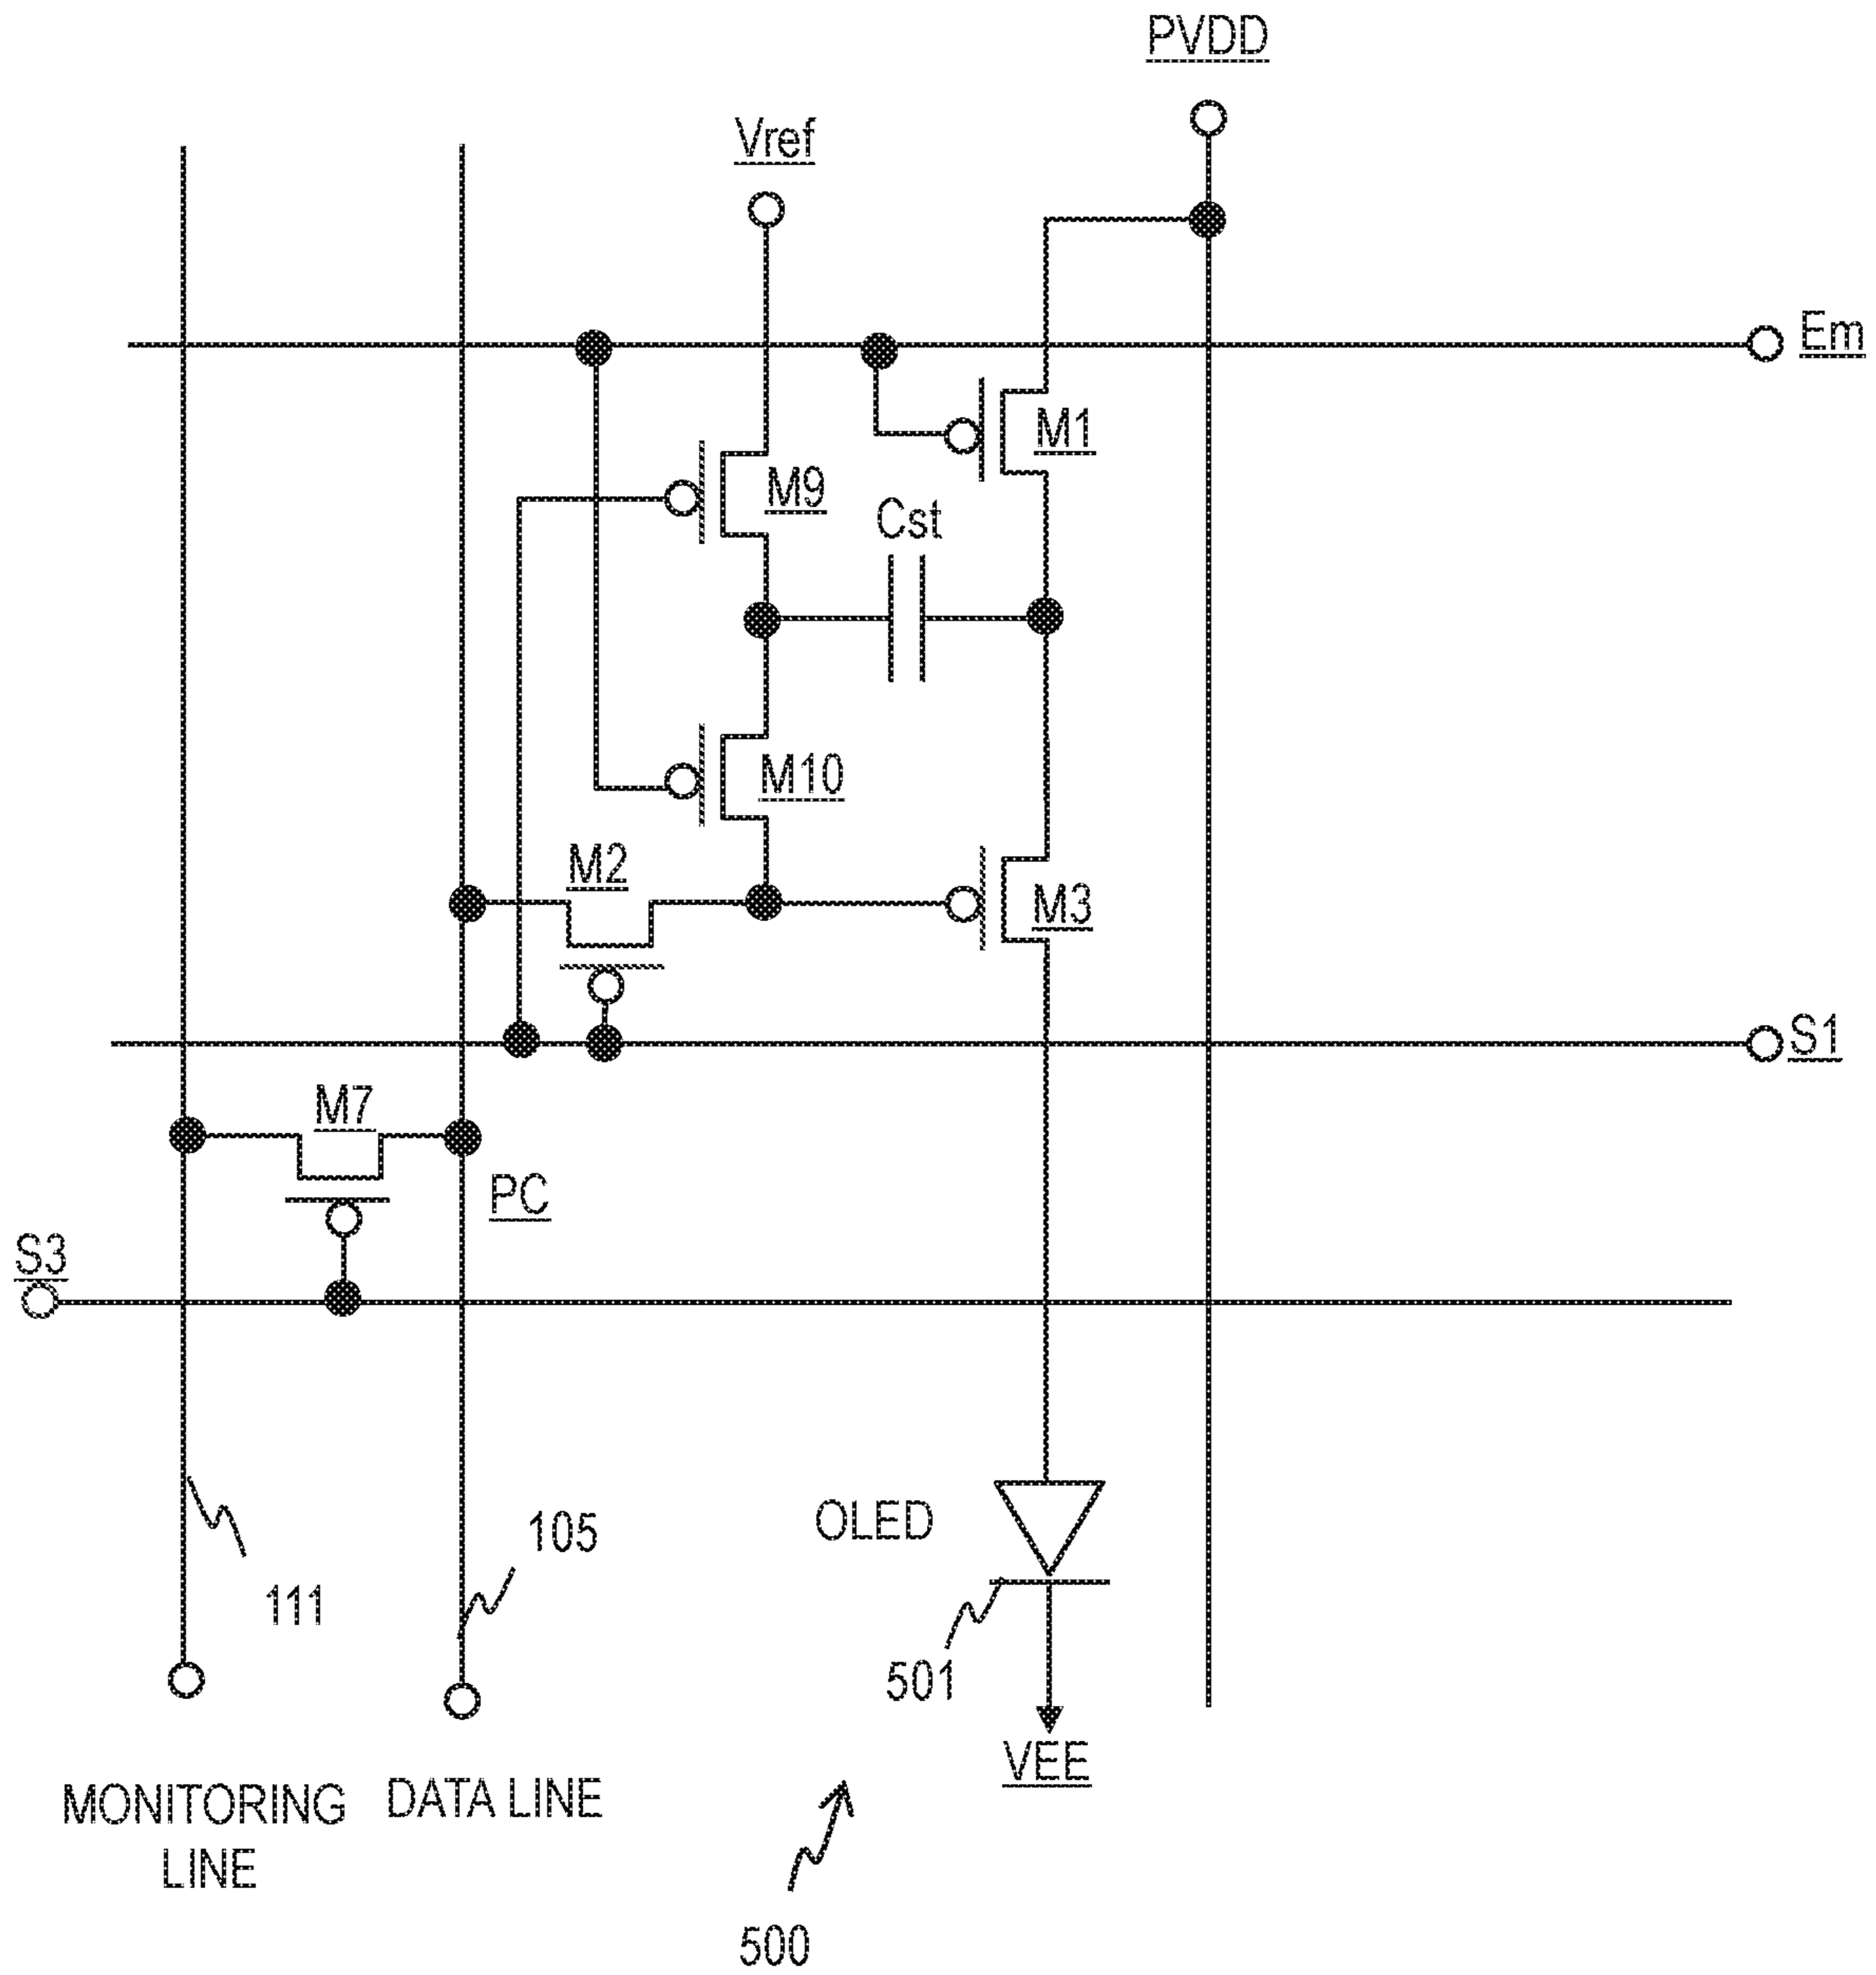 PVDD
Vref
Em
M1
M9
Cst
M10
M2
M3
S1
M7
PC
S3
OLED
105
111
501
VEE
MONITORING
LINE
DATA LINE
500